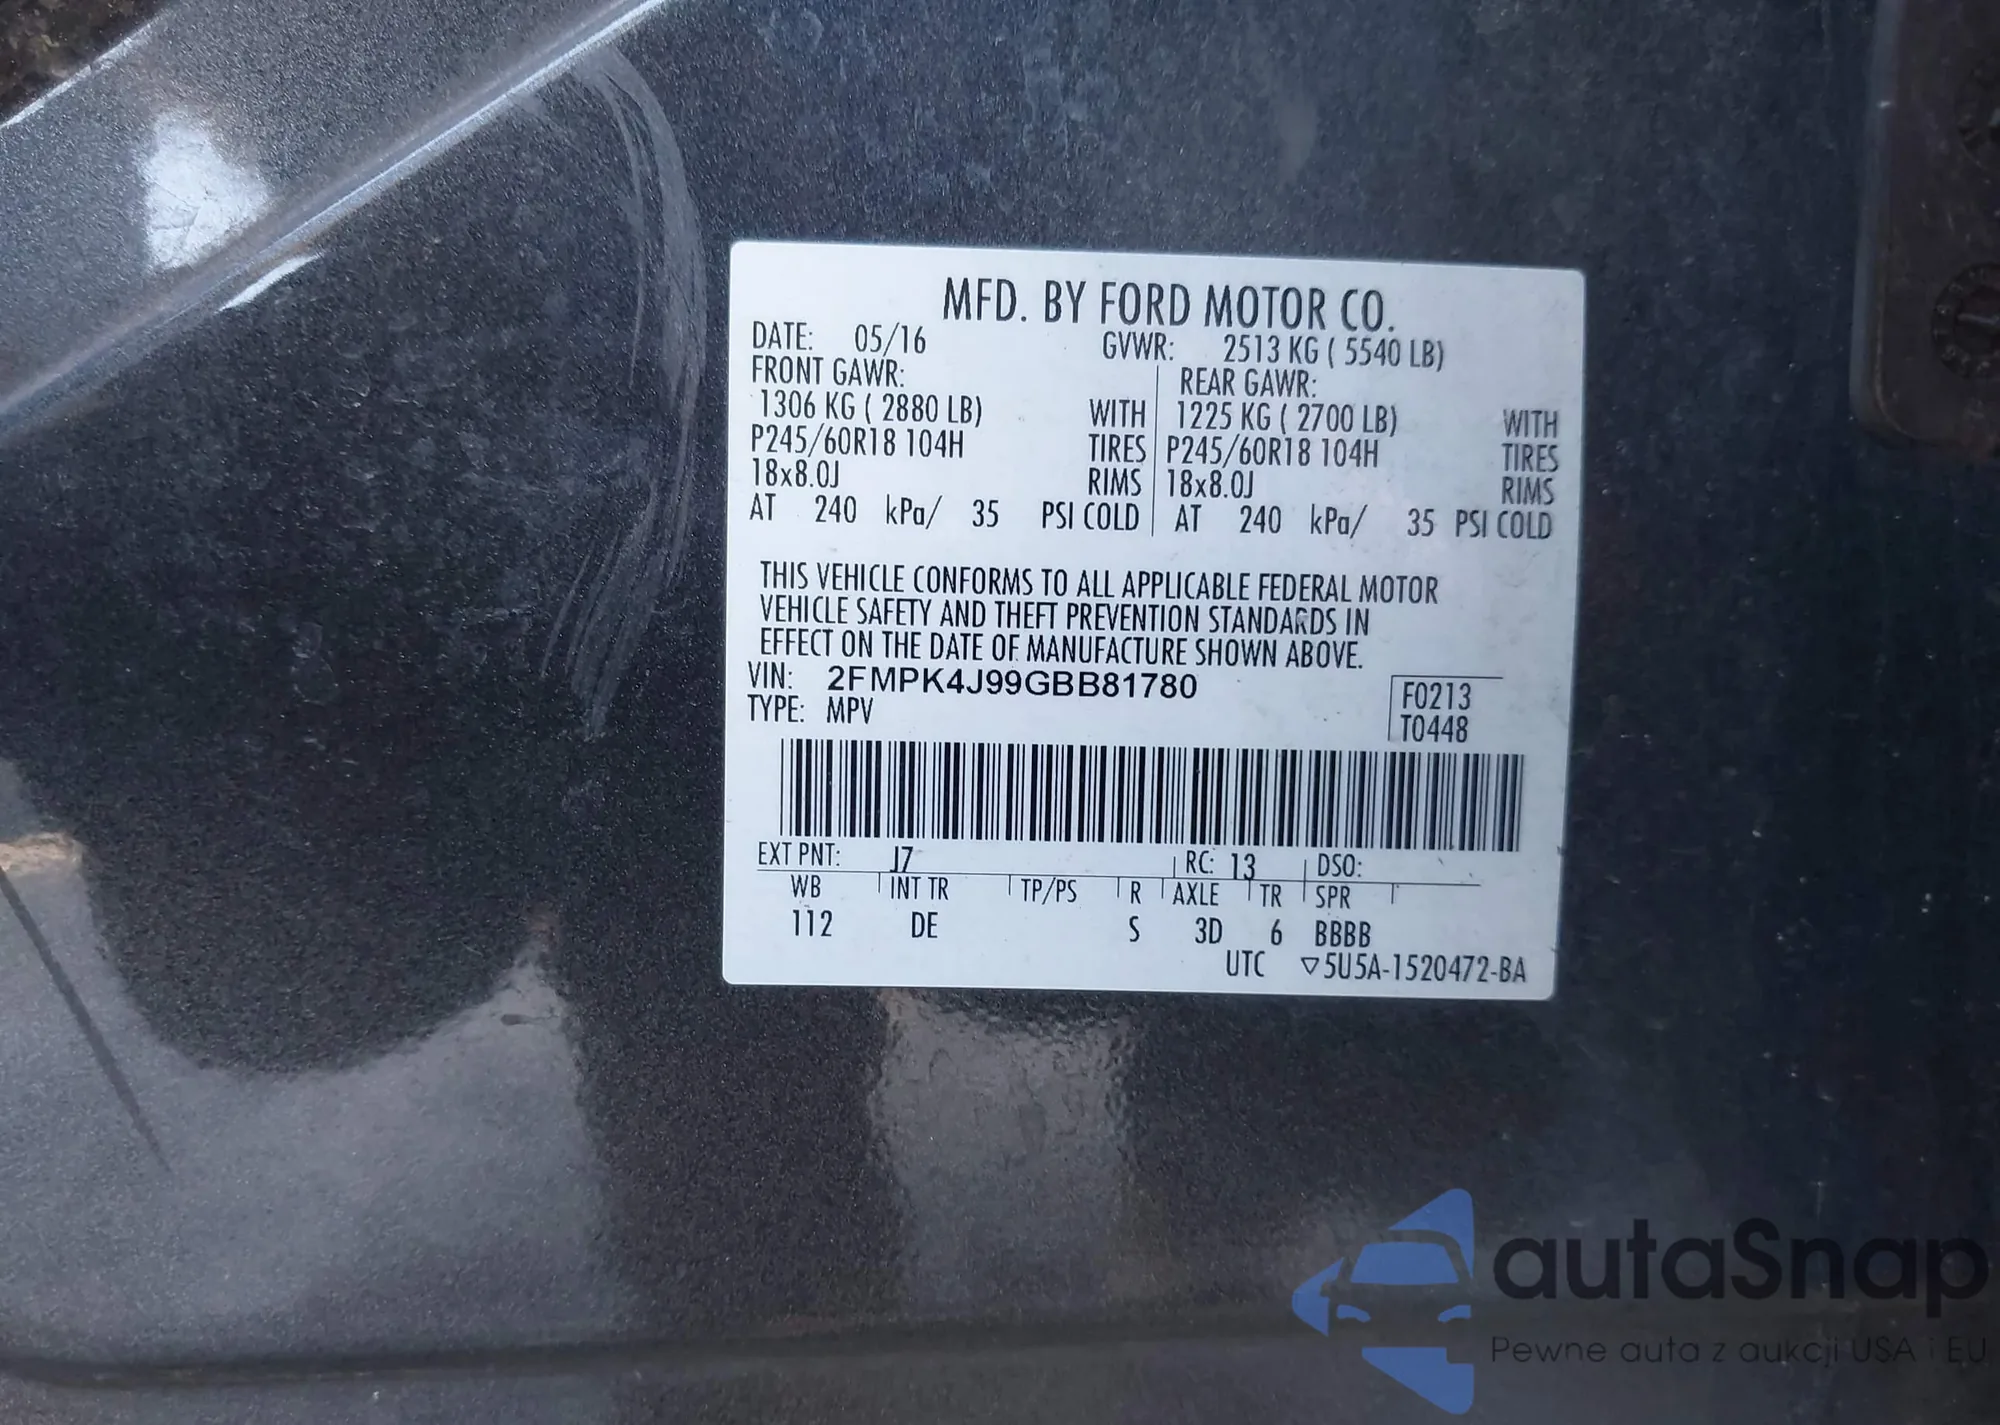 MFD. BY FORD MOTOR CO.
DATE: 05/16 GVWR: 2513 KG ( 5540 LB)
FRONT GAWR: REAR GAWR:
1306 KG ( 2880 LB) WITH 1225 KG ( 2700 LB) WITH
P245/60R18 104H TIRES P245/60R18 104H TIRES
18x8.0J RIMS 18x8.0J RIMS
AT 240 kPa/ 35 PSI COLD AT 240 kPa/ 35 PSI COLD
THIS VEHICLE CONFORMS TO ALL APPLICABLE FEDERAL MOTOR
VEHICLE SAFETY AND THEFT PREVENTION STANDARDS IN
EFFECT ON THE DATE OF MANUFACTURE SHOWN ABOVE.
VIN: 2FMPK4J99GBB81780 F0213
TYPE: MPV T0448
EXT PNT: J7 RC: 13 DSO:
WB INT TR TP/PS R AXLE TR SPR
112 DE S 3D 6 BBBB
UTC ▽5U5A-1520472-BA
autaSnap
Pewne auta z aukcji USA i EU